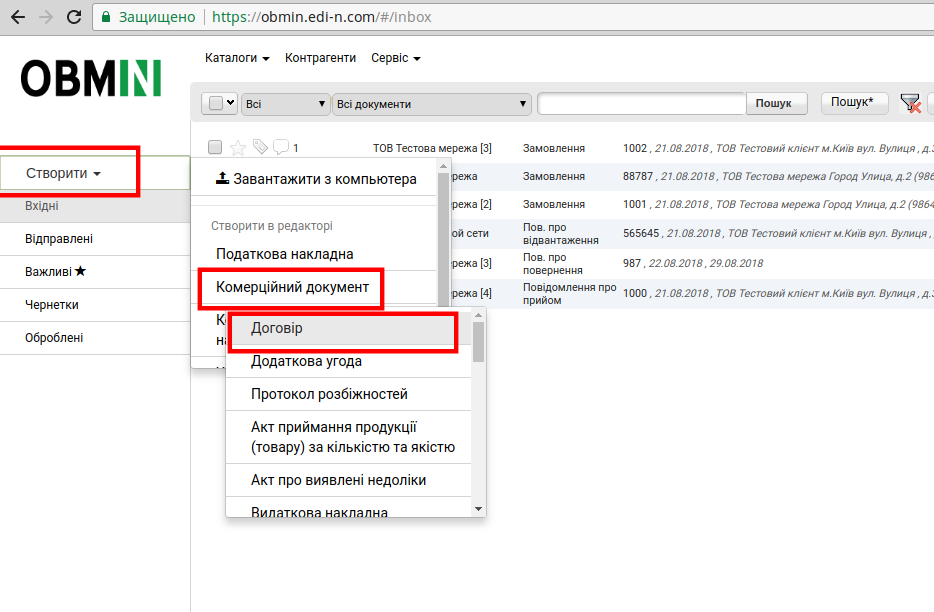 Защищено https://obmin.edi-n.com/#/inbox
Каталоги Контрагенти Сервіс
OBMIN
Всі Всі документи Пошук Пошук*
1 ТОВ Тестова мережа [3] Замовлення 1002 , 21.08.2018 , ТОВ Тестовий клієнт м.Київ вул. Вулиця , д.
Створити
Завантажити з компьютера
Замовлення 88787 , 21.08.2018 , ТОВ Тестова мережа Город Улица, д.2 (986
Вхідні
[2] Замовлення 1001 , 21.08.2018 , ТОВ Тестова мережа Город Улица, д.2 (9864
Створити в редакторі
Відправлені
сети Пов. про відвантаження 565645 , 21.08.2018 , ТОВ Тестовий клієнт м.Київ вул. Вулиця ,
Податкова накладна
Важливі
[3] Пов. про повернення 987 , 22.08.2018 , 29.08.2018
Комерційний документ
[4] Повідомлення про прийом 1000 , 21.08.2018 , ТОВ Тестовий клієнт м.Київ вул. Вулиця , д.
Чернетки
Договір
Оброблені
Додаткова угода
Протокол розбіжностей
Акт приймання продукції
(товару) за кількістю та якістю
Акт про виявлені недоліки
Видаткова накладна